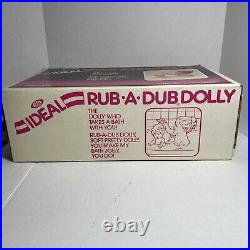 IDEAL
RUB·A·DUB DOLLY
THE
DOLLY WHO
TAKES A BATH
WITH YOU!
RUB-A-DUB DOLLY,
SOFT PRETTY DOLLY,
YOU MAKE MY
BATH JOLLY,
YOU DO!
IDEAL